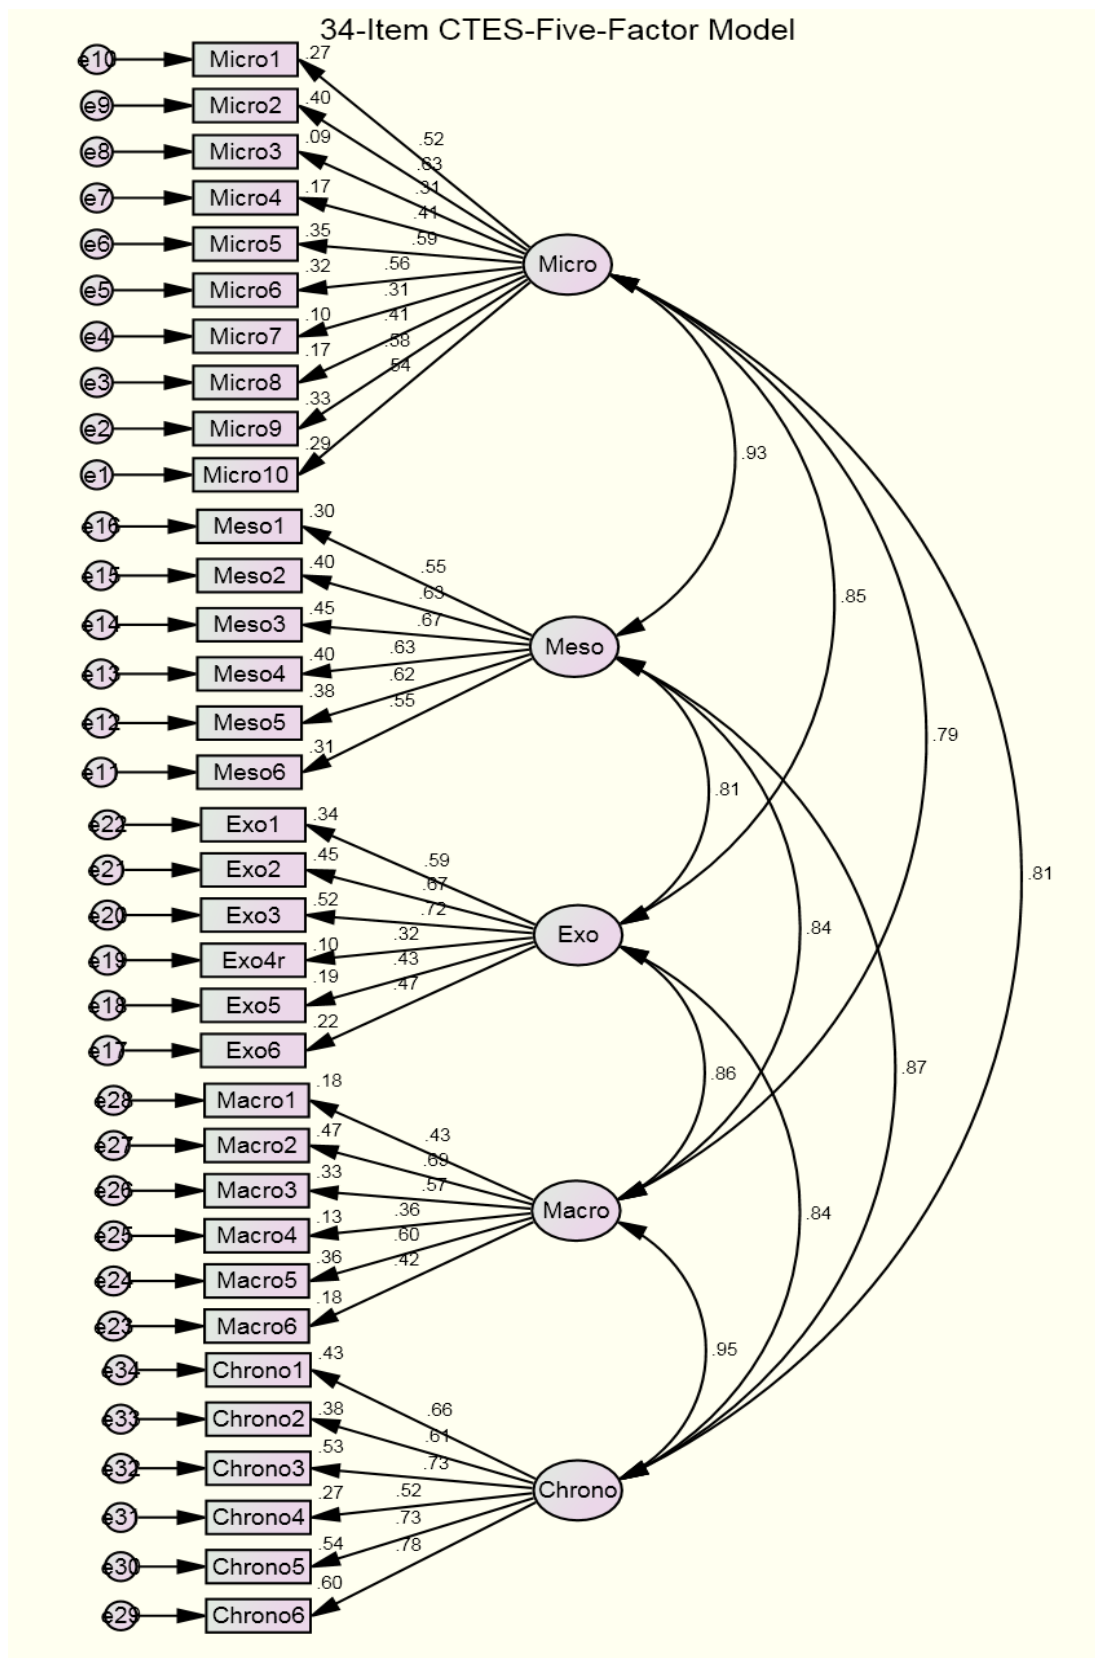 34-Item CTES-Five-Factor Model
e10 Micro1 .27
e9 Micro2 .40
e8 Micro3 .09
e7 Micro4 .17
e6 Micro5 .35
e5 Micro6 .32
e4 Micro7 .10
e3 Micro8 .17
e2 Micro9 .33
e1 Micro10 .29
.52
.63
.31
.41
.59
.56
.31
.41
.58
.54
Micro
e16 Meso1 .30
e15 Meso2 .40
e14 Meso3 .45
e13 Meso4 .40
e12 Meso5 .38
e11 Meso6 .31
.55
.63
.67
.63
.62
.55
Meso
e22 Exo1 .34
e21 Exo2 .45
e20 Exo3 .52
e19 Exo4r .10
e18 Exo5 .19
e17 Exo6 .22
.59
.67
.72
.32
.43
.47
Exo
e28 Macro1 .18
e27 Macro2 .47
e26 Macro3 .33
e25 Macro4 .13
e24 Macro5 .36
e23 Macro6 .18
.43
.69
.57
.36
.60
.42
Macro
e34 Chrono1 .43
e33 Chrono2 .38
e32 Chrono3 .53
e31 Chrono4 .27
e30 Chrono5 .54
e29 Chrono6 .60
.66
.61
.73
.52
.73
.78
Chrono
.93
.85
.79
.81
.81
.84
.87
.86
.84
.95